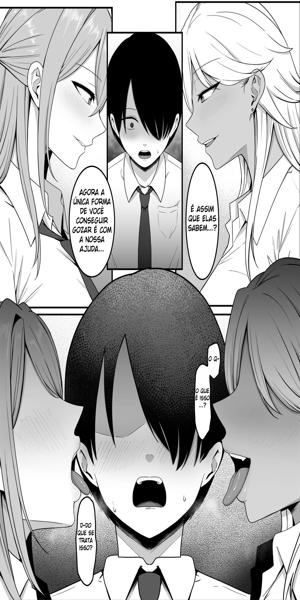 É ASSIM
QUE ELAS
SABEM...?
AGORA A
ÚNICA FORMA
DE VOCÊ
CONSEGUIR
GOZAR É COM
A NOSSA
AJUDA...
O Q-
O QUE
É ISSO
...?
D-DO QUE
SE TRATA
ISSO?